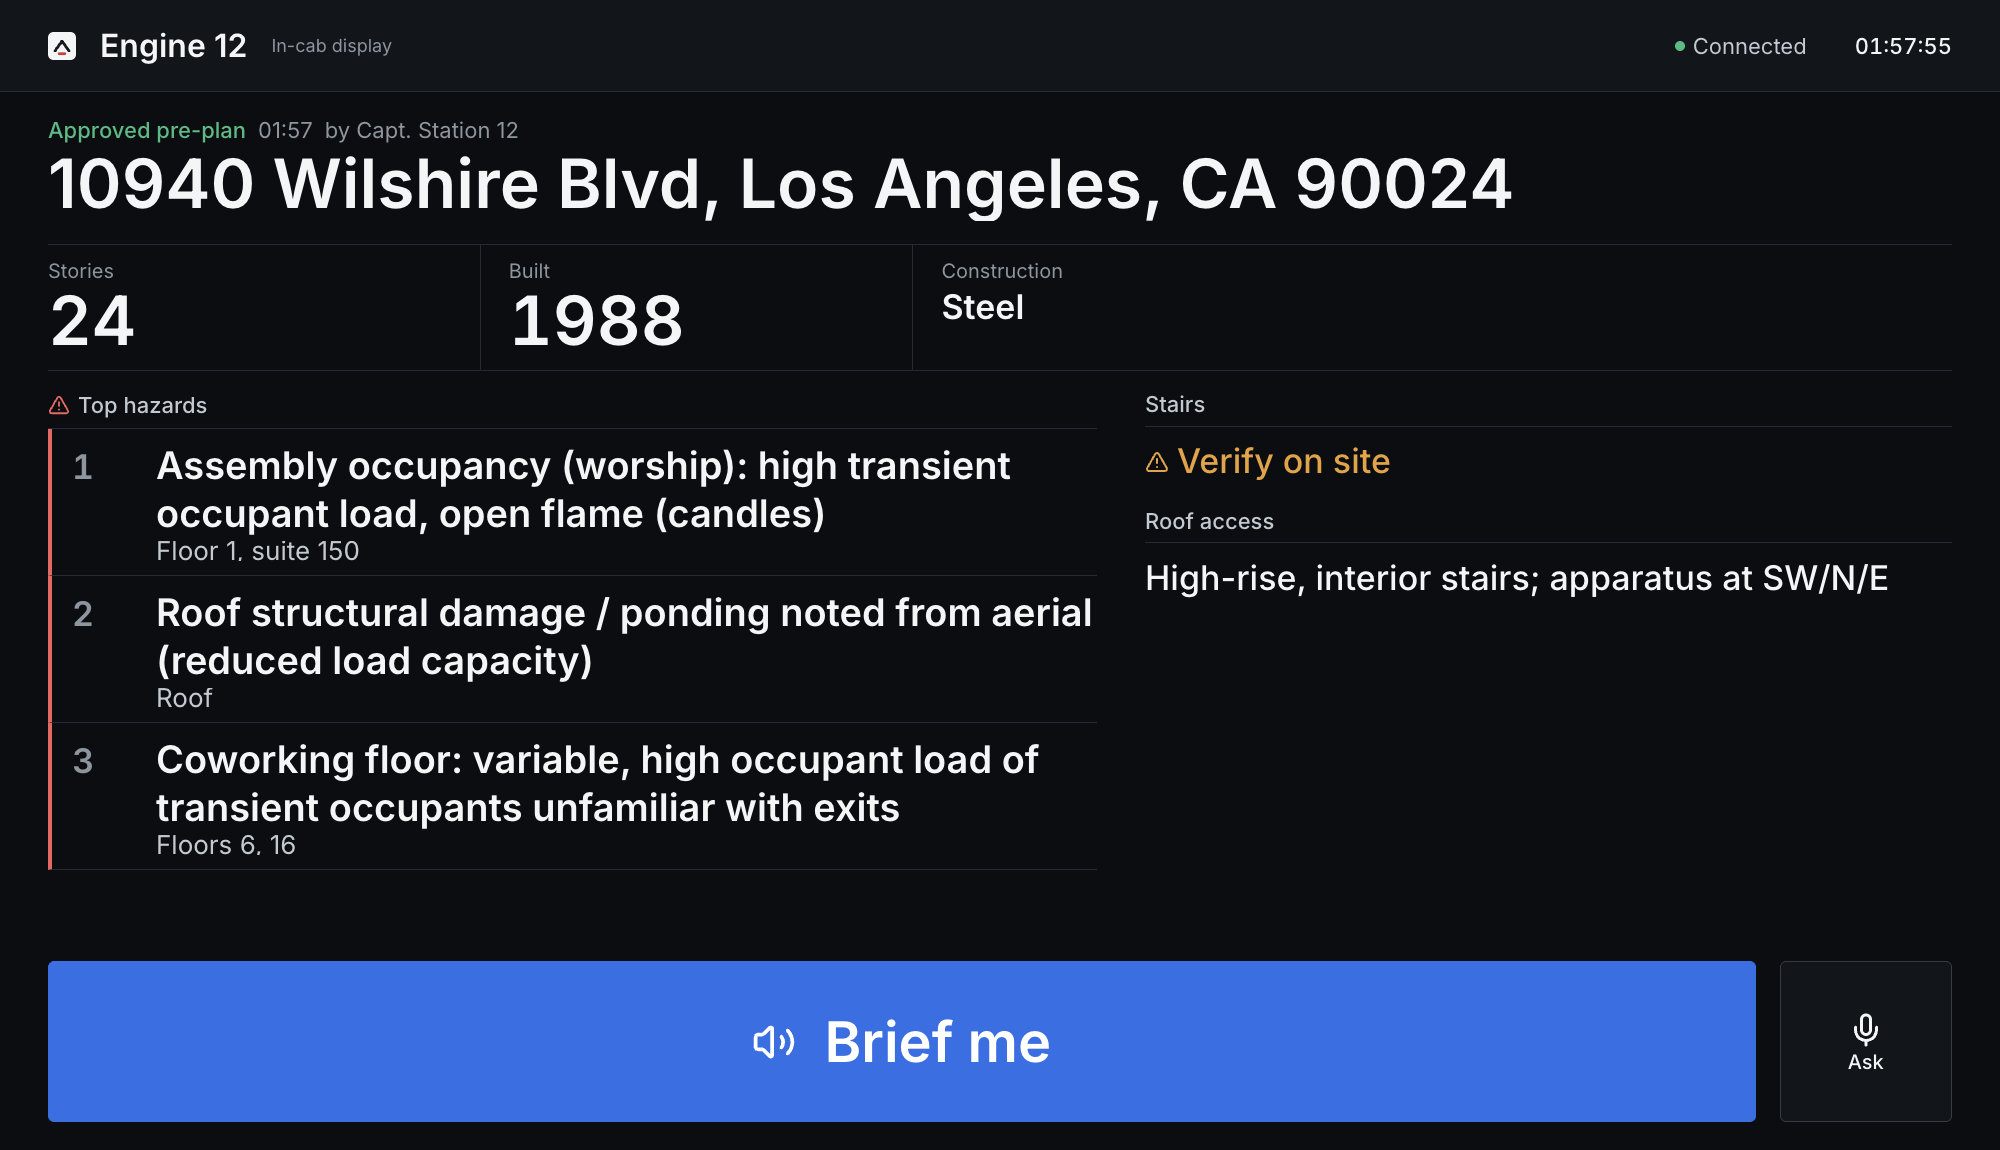 Engine 12 In-cab display
Connected 01:57:55
Approved pre-plan 01:57 by Capt. Station 12
10940 Wilshire Blvd, Los Angeles, CA 90024
Stories
24
Built
1988
Construction
Steel
Top hazards
1
Assembly occupancy (worship): high transient
occupant load, open flame (candles)
Floor 1, suite 150
2
Roof structural damage / ponding noted from aerial
(reduced load capacity)
Roof
3
Coworking floor: variable, high occupant load of
transient occupants unfamiliar with exits
Floors 6, 16
Stairs
Verify on site
Roof access
High-rise, interior stairs; apparatus at SW/N/E
Brief me
Ask